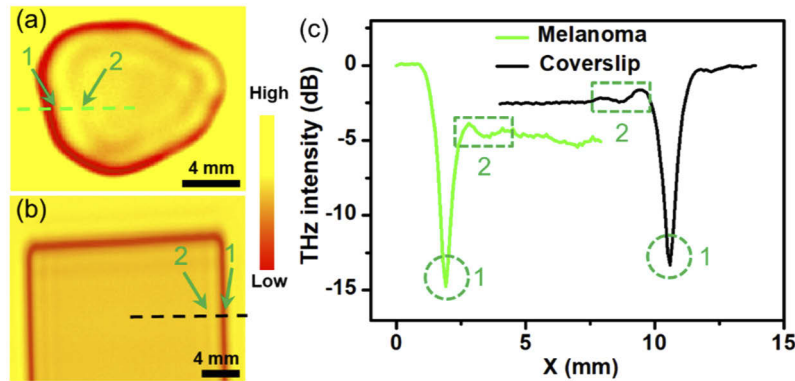 (a)
1
2
4 mm
High
Low
(b)
2
1
4 mm
(c)
Melanoma
Coverslip
THz intensity (dB)
0
-5
-10
-15
2
2
1
1
0
5
10
15
X (mm)